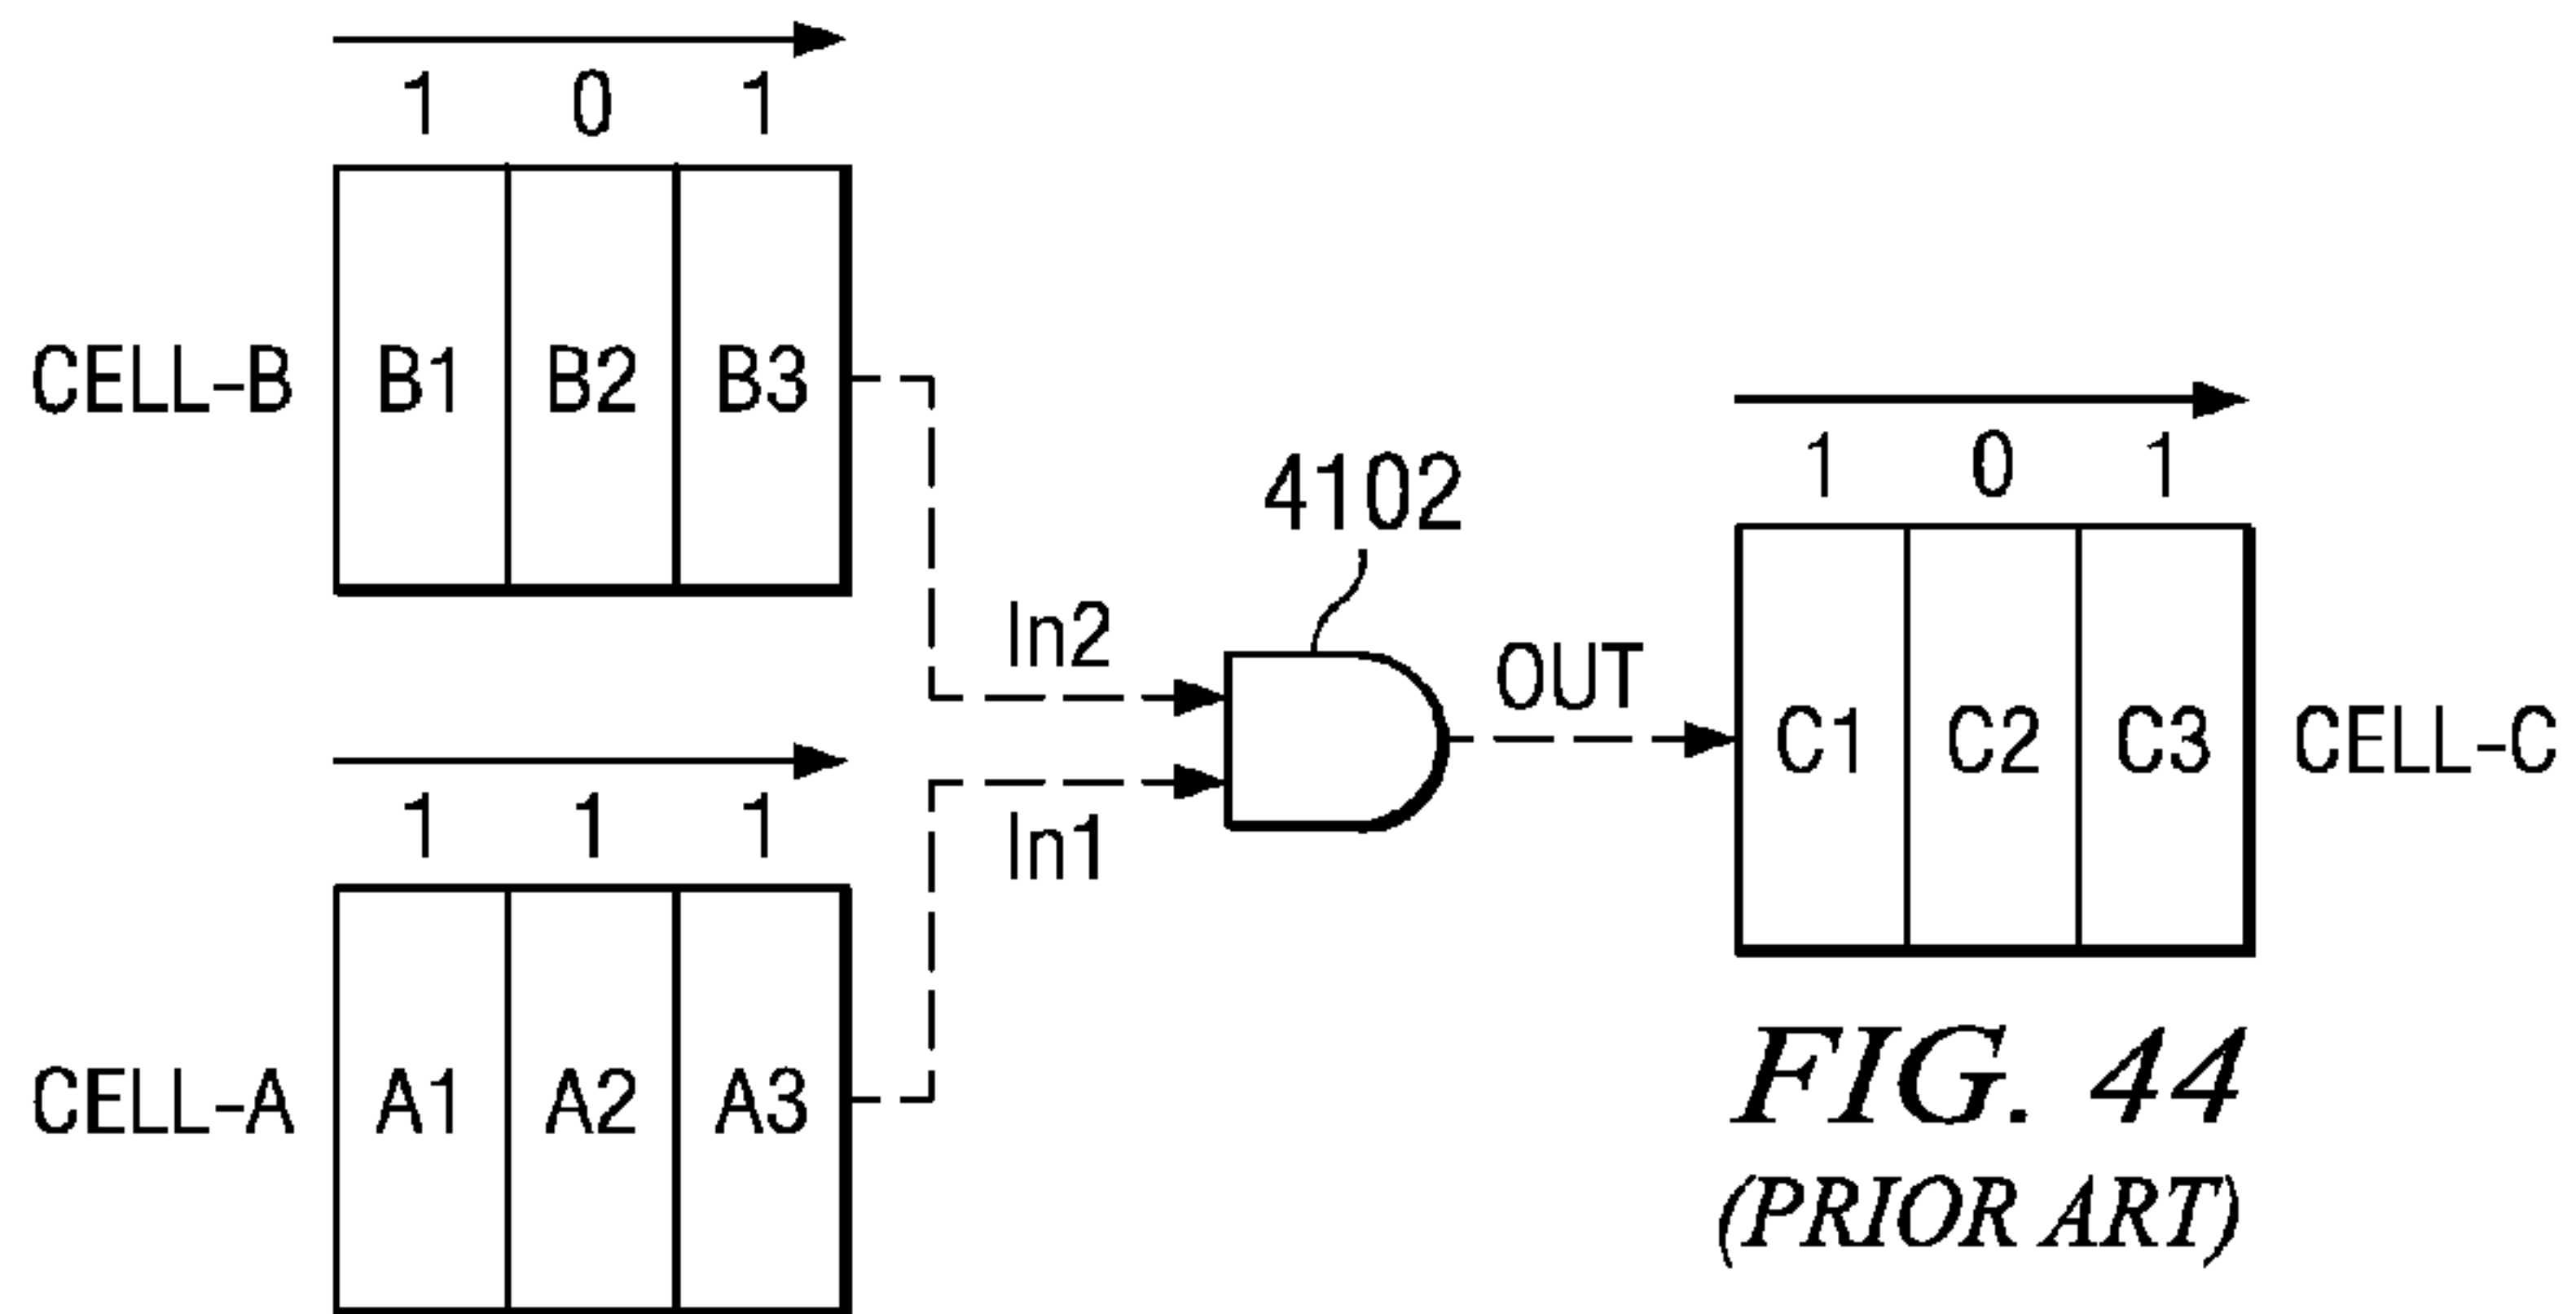 1 0 1
CELL-B B1 B2 B3
1 1 1
CELL-A A1 A2 A3
In2
In1
4102
OUT
1 0 1
C1 C2 C3 CELL-C
FIG. 44
(PRIOR ART)